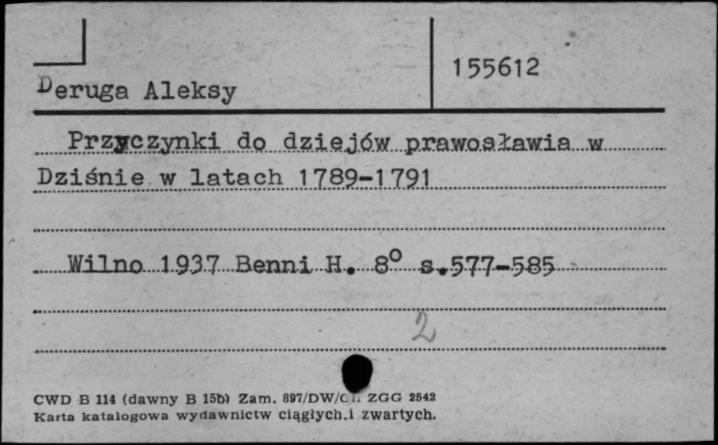 155612
Deruga Aleksy
Przyczynki do dziejów prawosławia w
Dziśnie w latach 1789-1791
Wilno 1937 Benni H. 8° s.577-585
2
CWD B 114 (dawny B 15b) Zam. 897/DW/ ZGG 2542
Karta katalogowa wydawnictw ciągłych i zwartych.